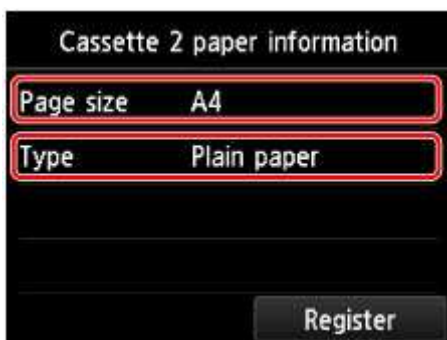 Cassette 2 paper information
Page size A4
Type Plain paper
Register